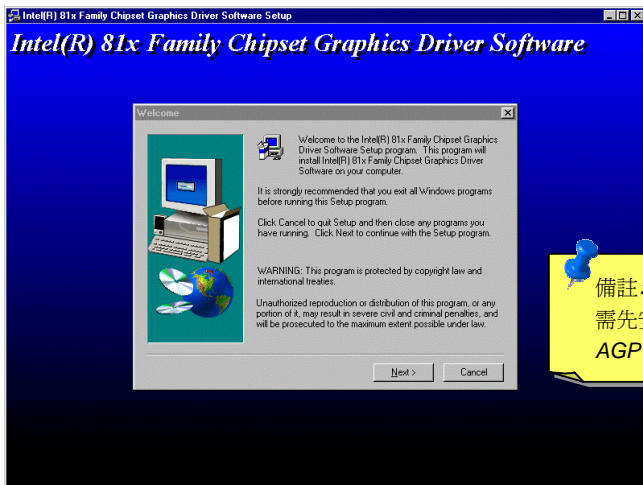 Intel(R) 81x Family Chipset Graphics Driver Software Setup
Intel(R) 81x Family Chipset Graphics Driver Software
Welcome
Welcome to the Intel(R) 81x Family Chipset Graphics
Driver Software Setup program. This program will
install Intel(R) 81x Family Chipset Graphics Driver
Software on your computer.
It is strongly recommended that you exit all Windows programs
before running this Setup program.
Click Cancel to quit Setup and then close any programs you
have running. Click Next to continue with the Setup program.
WARNING: This program is protected by copyright law and
international treaties.
Unauthorized reproduction or distribution of this program, or any
portion of it, may result in severe civil and criminal penalties, and
will be prosecuted to the maximum extent possible under law.
Next >
Cancel
備註
需先
AGP